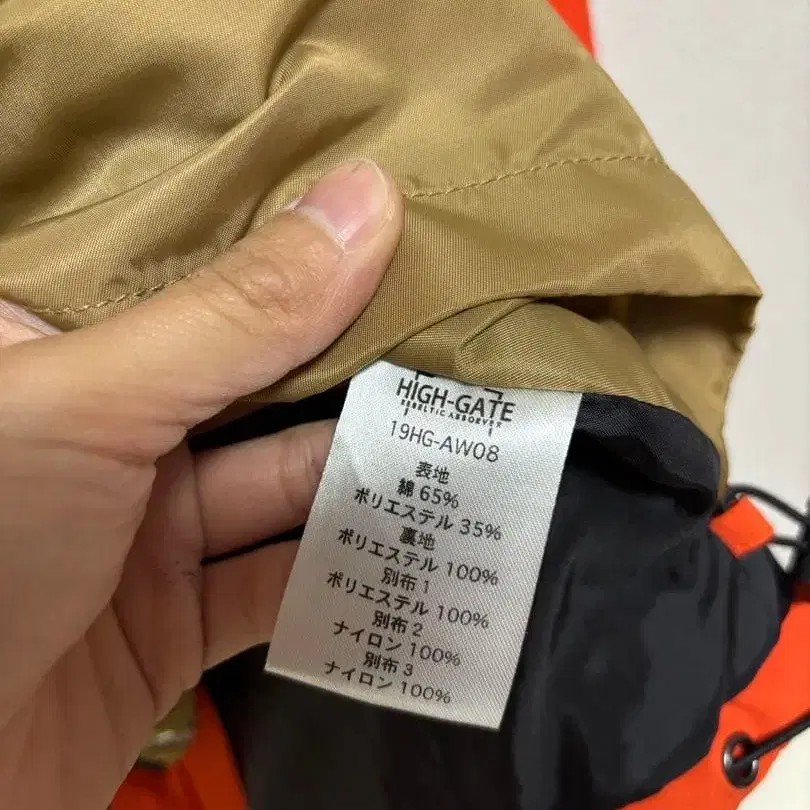 HIGH-GATE
REBELTIC ABSORVER
19HG-AW08
表地
綿 65%
ポリエステル 35%
裏地
ポリエステル 100%
別布 1
ポリエステル 100%
別布 2
ナイロン 100%
別布 3
ナイロン 100%